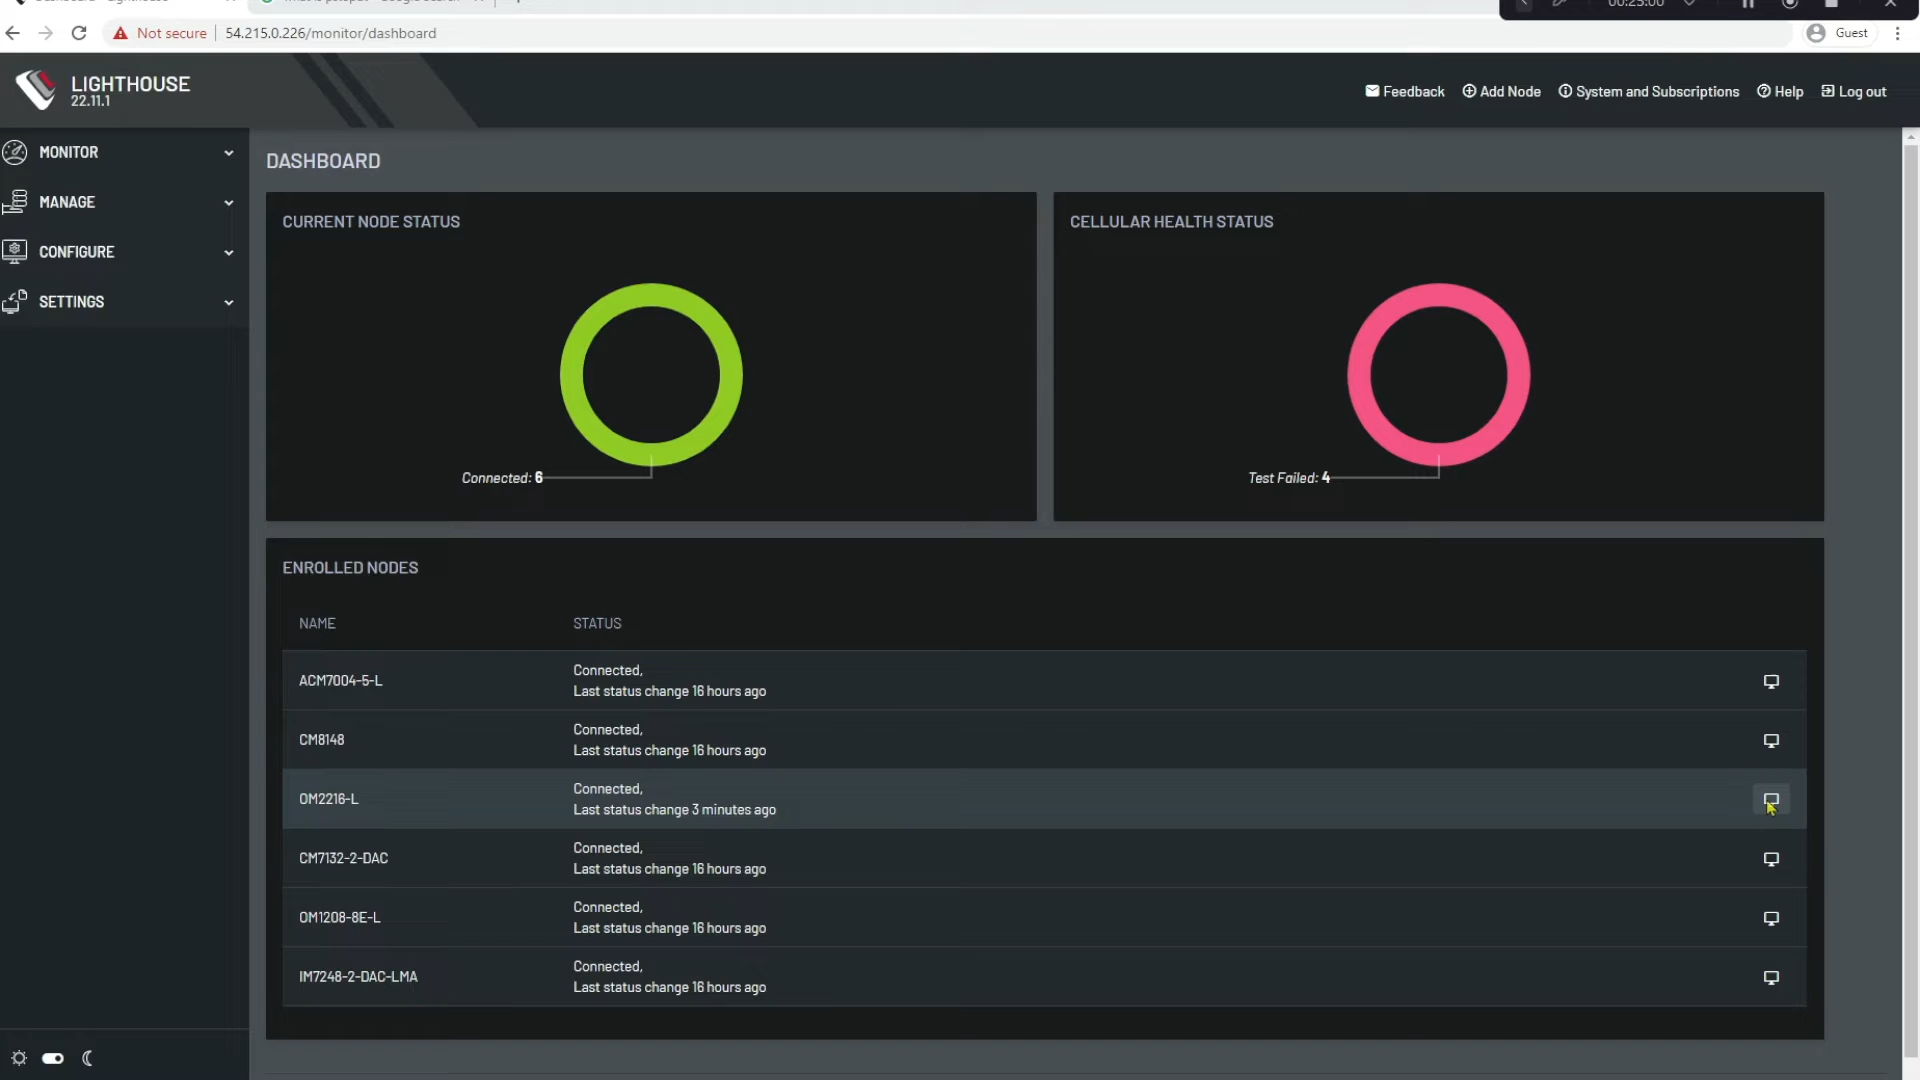 00:25:00
Not secure
54.215.0.226/monitor/dashboard
Guest
LIGHTHOUSE
22.11.1
Feedback
Add Node
System and Subscriptions
Help
Log out
MONITOR
MANAGE
CONFIGURE
SETTINGS
DASHBOARD
CURRENT NODE STATUS
Connected: 6
CELLULAR HEALTH STATUS
Test Failed: 4
ENROLLED NODES
NAME
STATUS
ACM7004-5-L
Connected,
Last status change 16 hours ago
CM8148
Connected,
Last status change 16 hours ago
OM2216-L
Connected,
Last status change 3 minutes ago
CM7132-2-DAC
Connected,
Last status change 16 hours ago
OM1208-8E-L
Connected,
Last status change 16 hours ago
IM7248-2-DAC-LMA
Connected,
Last status change 16 hours ago